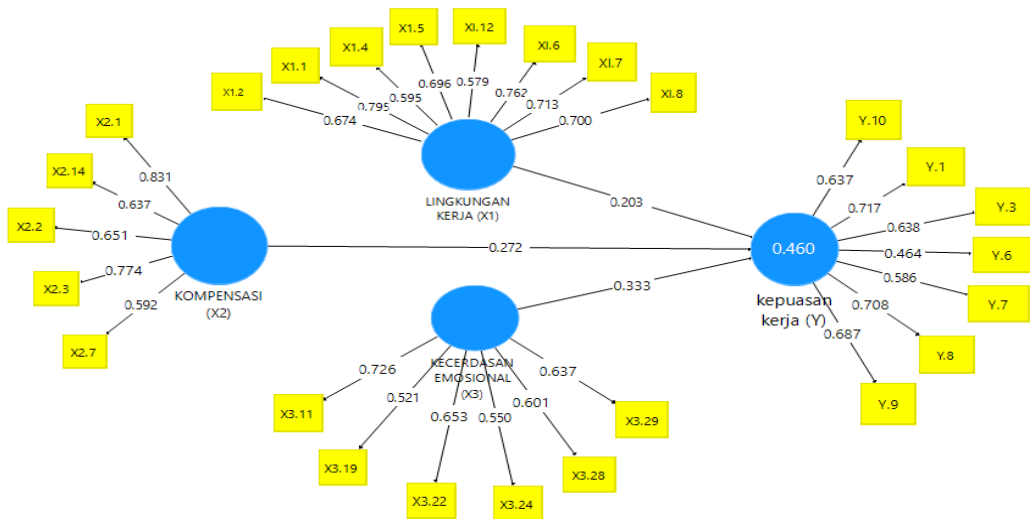 X1.2
X1.1
X1.4
X1.5
XI.12
XI.6
XI.7
XI.8
0.674
0.795
0.595
0.696
0.579
0.762
0.713
0.700
LINGKUNGAN
KERJA (X1)
X2.1
X2.14
X2.2
X2.3
X2.7
0.831
0.637
0.651
0.774
0.592
KOMPENSASI
(X2)
0.203
0.272
0.333
KECERDASAN
EMOSIONAL
(X3)
0.726
0.521
0.653
0.550
0.601
0.637
X3.11
X3.19
X3.22
X3.24
X3.28
X3.29
0.460
kepuasan
kerja (Y)
0.637
0.717
0.638
0.464
0.586
0.708
0.687
Y.10
Y.1
Y.3
Y.6
Y.7
Y.8
Y.9